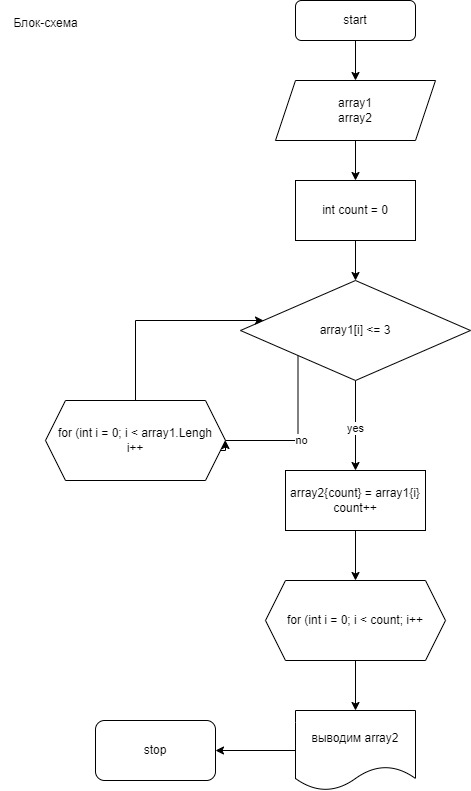 Блок-схема
start
array1
array2
int count = 0
array1[i] <= 3
for (int i = 0; i < array1.Lengh
i++
no
yes
array2{count} = array1{i}
count++
for (int i = 0; i < count; i++
выводим array2
stop